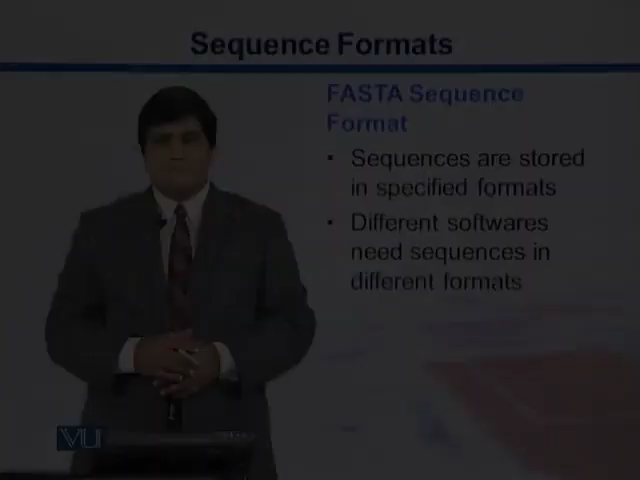 Sequence Formats
FASTA Sequence
Format
• Sequences are stored
in specified formats
• Different softwares
need sequences in
different formats
VU